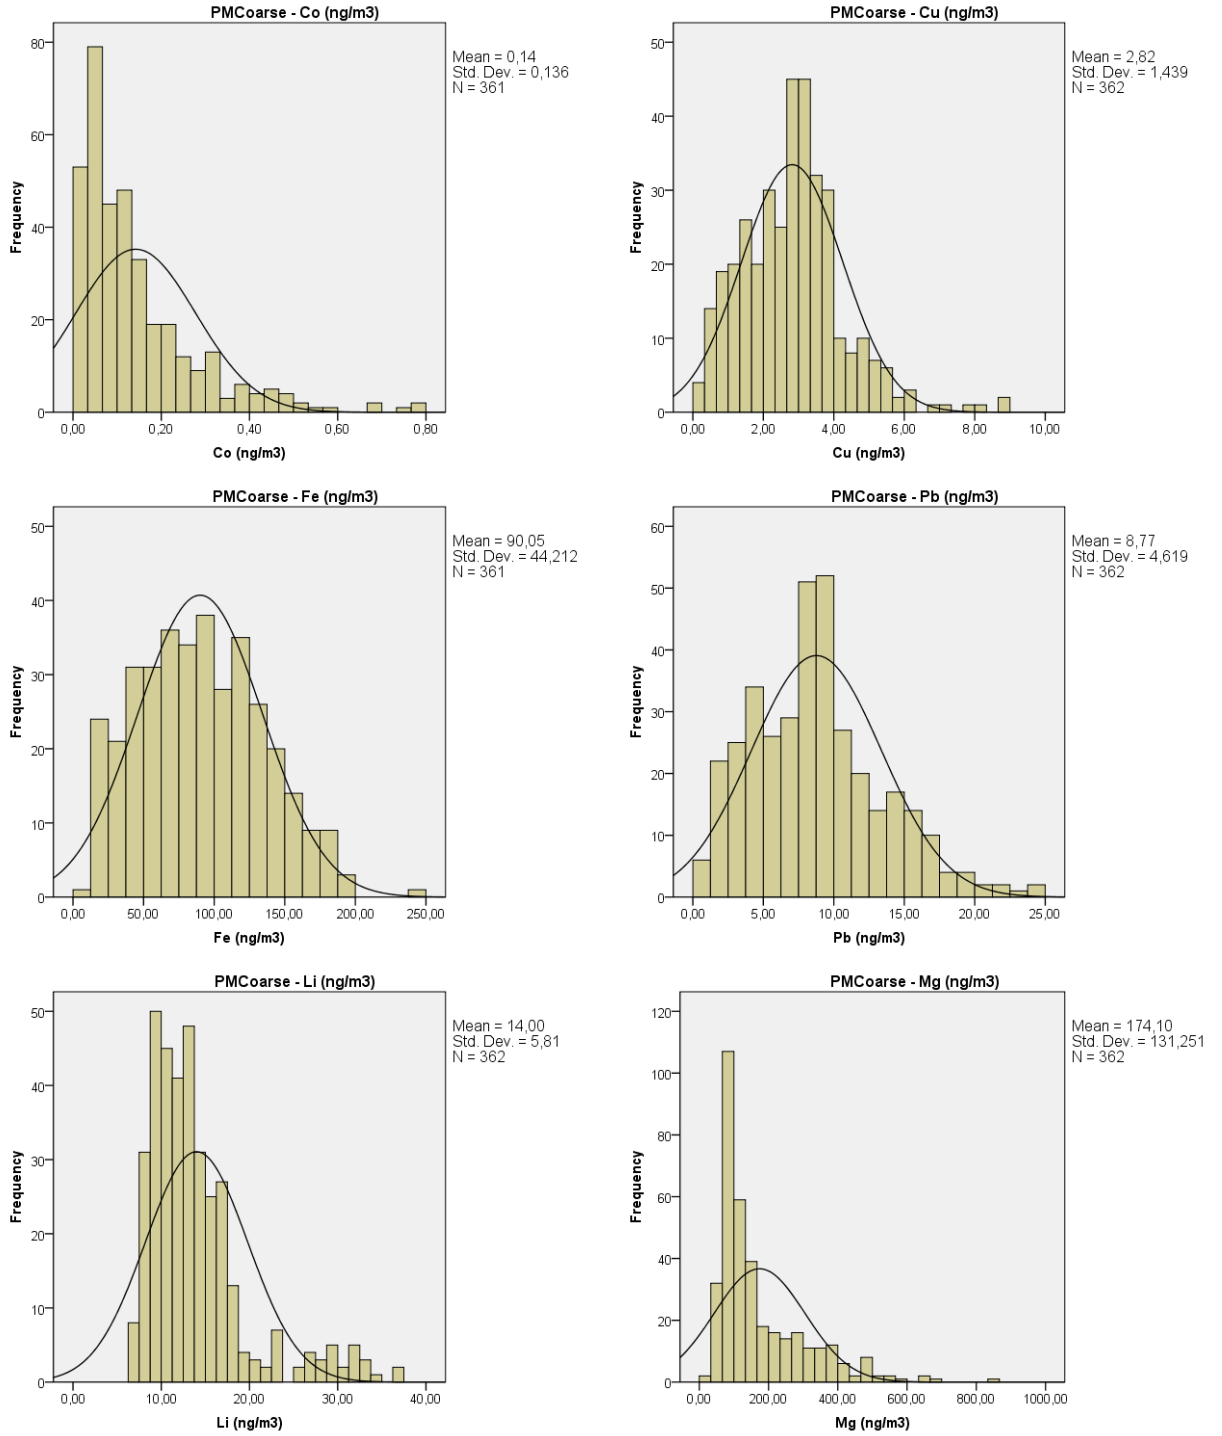 PMCoarse - Co (ng/m3)
Mean = 0,14
Std. Dev. = 0,136
N = 361
80
60
40
20
0
Frequency
0,00 0,20 0,40 0,60 0,80
Co (ng/m3)
PMCoarse - Cu (ng/m3)
Mean = 2,82
Std. Dev. = 1,439
N = 362
50
40
30
20
10
0
Frequency
0,00 2,00 4,00 6,00 8,00 10,00
Cu (ng/m3)
PMCoarse - Fe (ng/m3)
Mean = 90,05
Std. Dev. = 44,212
N = 361
50
40
30
20
10
0
Frequency
0,00 50,00 100,00 150,00 200,00 250,00
Fe (ng/m3)
PMCoarse - Pb (ng/m3)
Mean = 8,77
Std. Dev. = 4,619
N = 362
60
50
40
30
20
10
0
Frequency
0,00 5,00 10,00 15,00 20,00 25,00
Pb (ng/m3)
PMCoarse - Li (ng/m3)
Mean = 14,00
Std. Dev. = 5,81
N = 362
50
40
30
20
10
0
Frequency
0,00 10,00 20,00 30,00 40,00
Li (ng/m3)
PMCoarse - Mg (ng/m3)
Mean = 174,10
Std. Dev. = 131,251
N = 362
120
100
80
60
40
20
0
Frequency
0,00 200,00 400,00 600,00 800,00 1000,00
Mg (ng/m3)